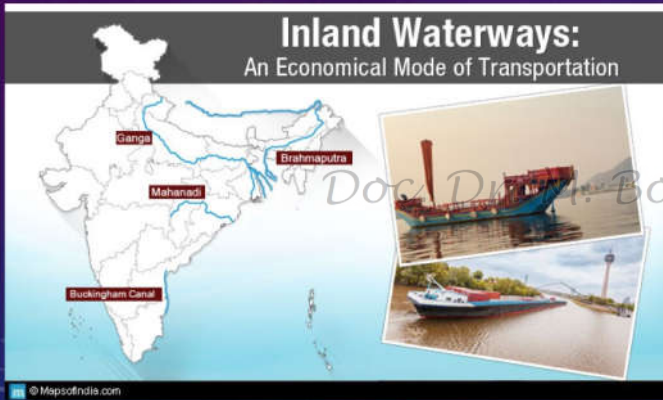 Inland Waterways:
An Economical Mode of Transportation
Ganga
Brahmaputra
Mahanadi
Buckingham Canal
© MapsofIndia.com